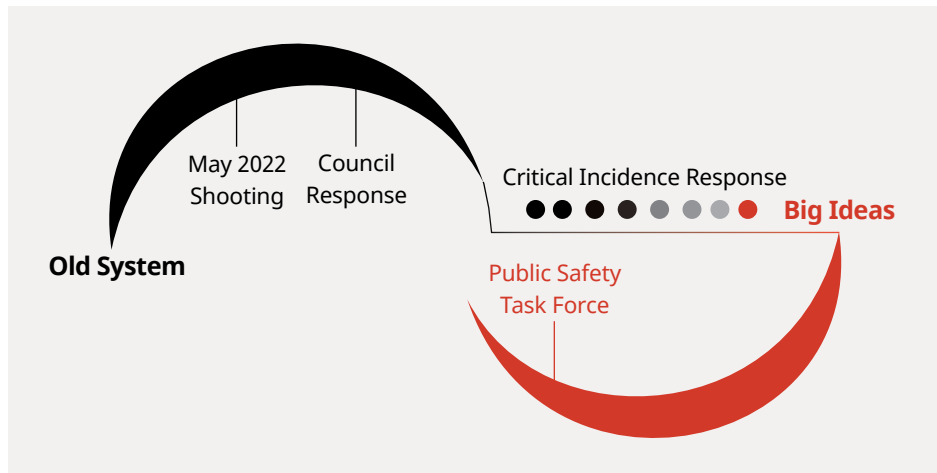 May 2022
Shooting
Council
Response
Critical Incidence Response
Big Ideas
Old System
Public Safety
Task Force